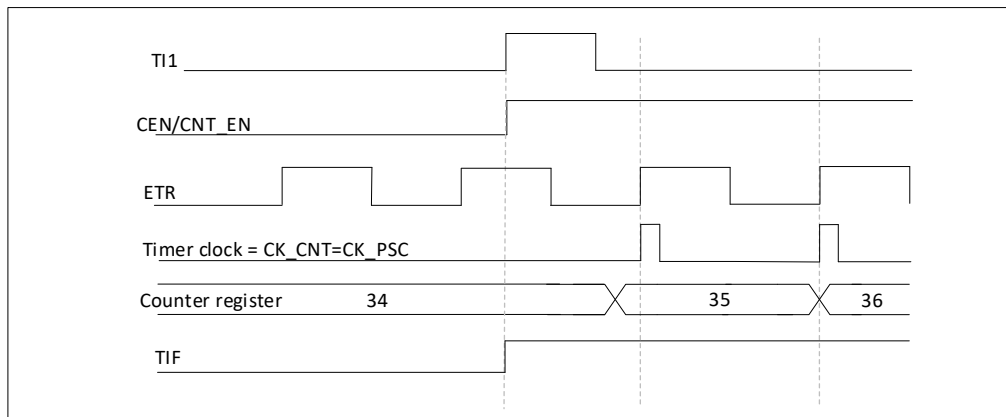 TI1
CEN/CNT_EN
ETR
Timer clock = CK_CNT=CK_PSC
Counter register 34 35 36
TIF